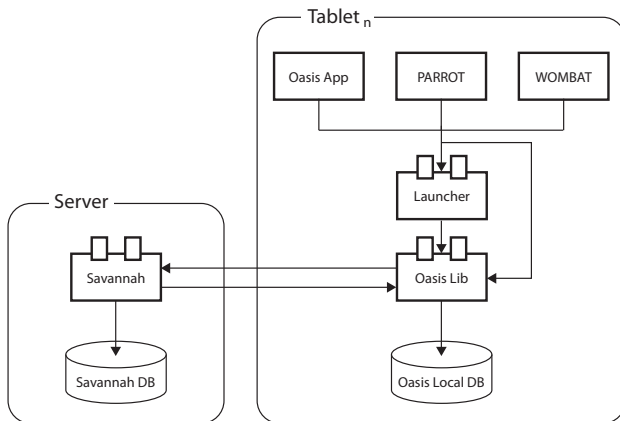 Tablet n
Oasis App
PARROT
WOMBAT
Launcher
Server
Savannah
Oasis Lib
Savannah DB
Oasis Local DB